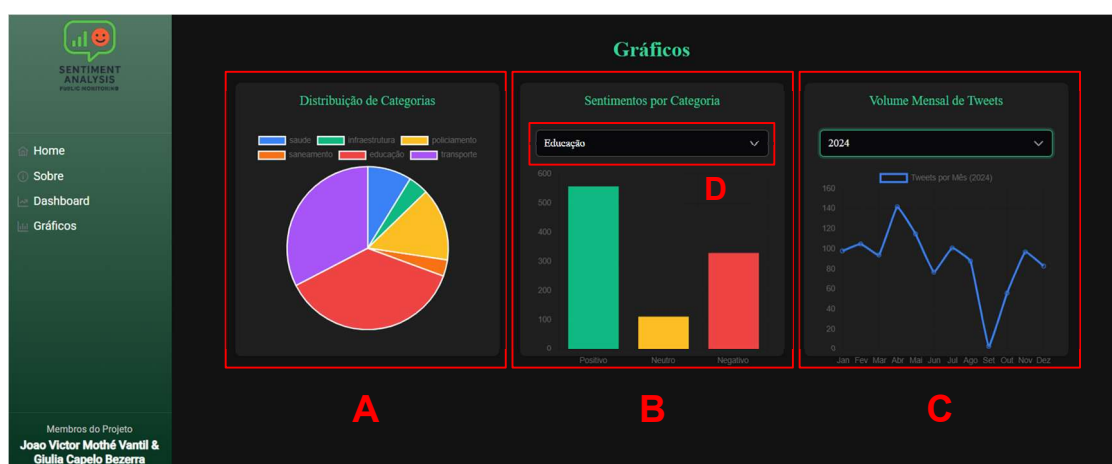 SENTIMENT
ANALYSIS
PUBLIC MONITORING
Home
Sobre
Dashboard
Gráficos
Membros do Projeto
Joao Victor Mothé Vantil &
Giulia Capelo Bezerra
Gráficos
Distribuição de Categorias
saude infraestrutura policiamento
saneamento educação transporte
A
Sentimentos por Categoria
Educação
D
600
500
400
300
200
100
0
Positivo Neutro Negativo
B
Volume Mensal de Tweets
2024
Tweets por Mês (2024)
160
140
120
100
80
60
40
20
0
Jan Fev Mar Abr Mai Jun Jul Ago Set Out Nov Dez
C